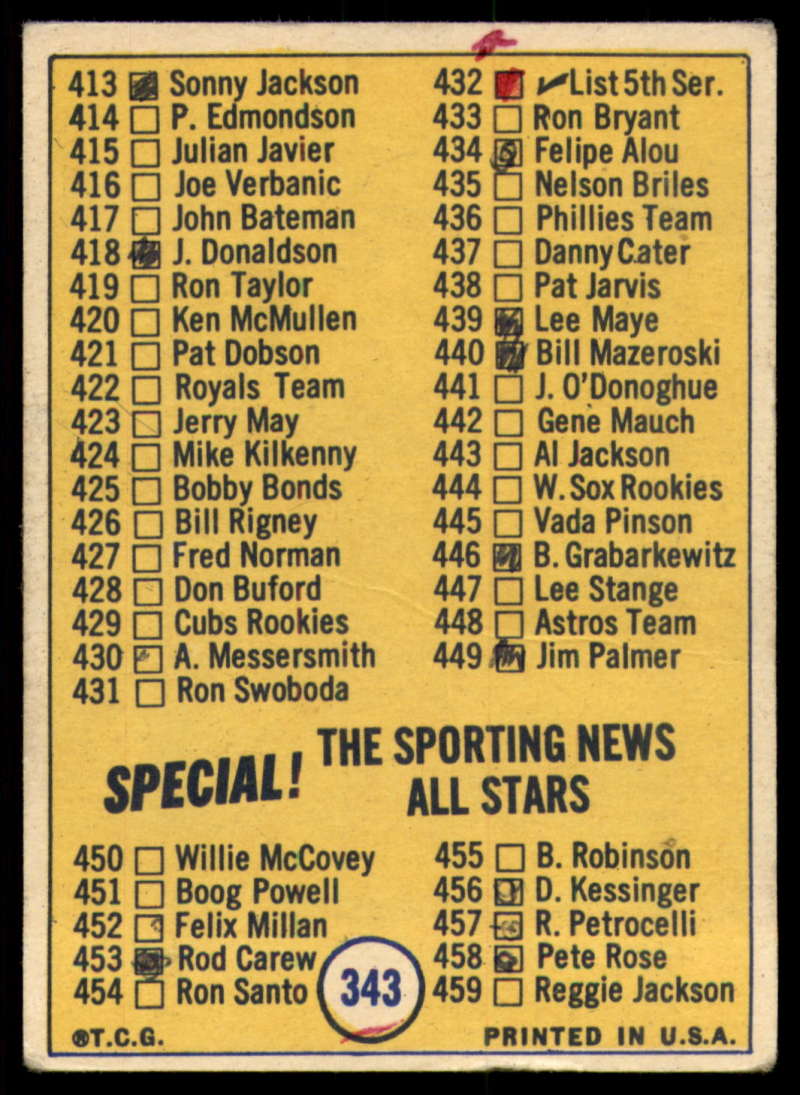 413 Sonny Jackson
414 P. Edmondson
415 Julian Javier
416 Joe Verbanic
417 John Bateman
418 J. Donaldson
419 Ron Taylor
420 Ken McMullen
421 Pat Dobson
422 Royals Team
423 Jerry May
424 Mike Kilkenny
425 Bobby Bonds
426 Bill Rigney
427 Fred Norman
428 Don Buford
429 Cubs Rookies
430 A. Messersmith
431 Ron Swoboda
432 ✓List 5th Ser.
433 Ron Bryant
434 Felipe Alou
435 Nelson Briles
436 Phillies Team
437 Danny Cater
438 Pat Jarvis
439 Lee Maye
440 Bill Mazeroski
441 J. O'Donoghue
442 Gene Mauch
443 Al Jackson
444 W. Sox Rookies
445 Vada Pinson
446 B. Grabarkewitz
447 Lee Stange
448 Astros Team
449 Jim Palmer
SPECIAL! THE SPORTING NEWS
ALL STARS
450 Willie McCovey
451 Boog Powell
452 Felix Millan
453 Rod Carew
454 Ron Santo
455 B. Robinson
456 D. Kessinger
457 R. Petrocelli
458 Pete Rose
459 Reggie Jackson
343
®T.C.G.
PRINTED IN U.S.A.